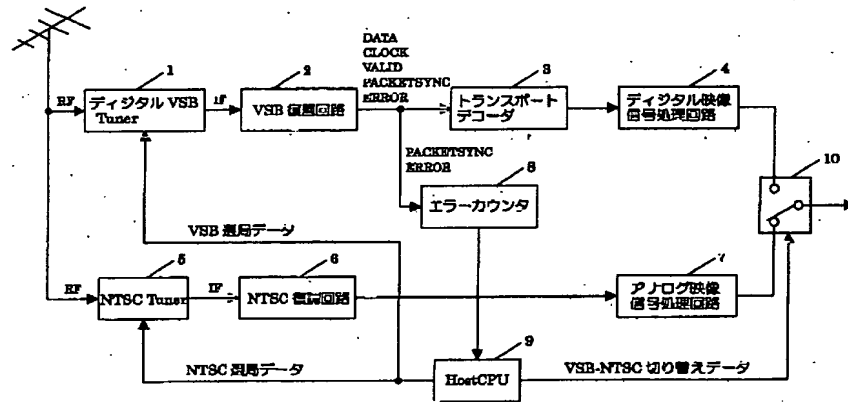 DATA
CLOCK
VALID
PACKETSYNC
ERROR
1
2
3
4
RF
ディジタル VSB
Tuner
IF
VSB 復調回路
トランスポート
デコーダ
ディジタル映像
信号処理回路
10
PACKETSYNC
ERROR
8
エラーカウンタ
VSB 選局データ
5
6
7
RF
NTSC Tuner
IF
NTSC 復調回路
アナログ映像
信号処理回路
9
NTSC 選局データ
HostCPU
VSB-NTSC 切り替えデータ